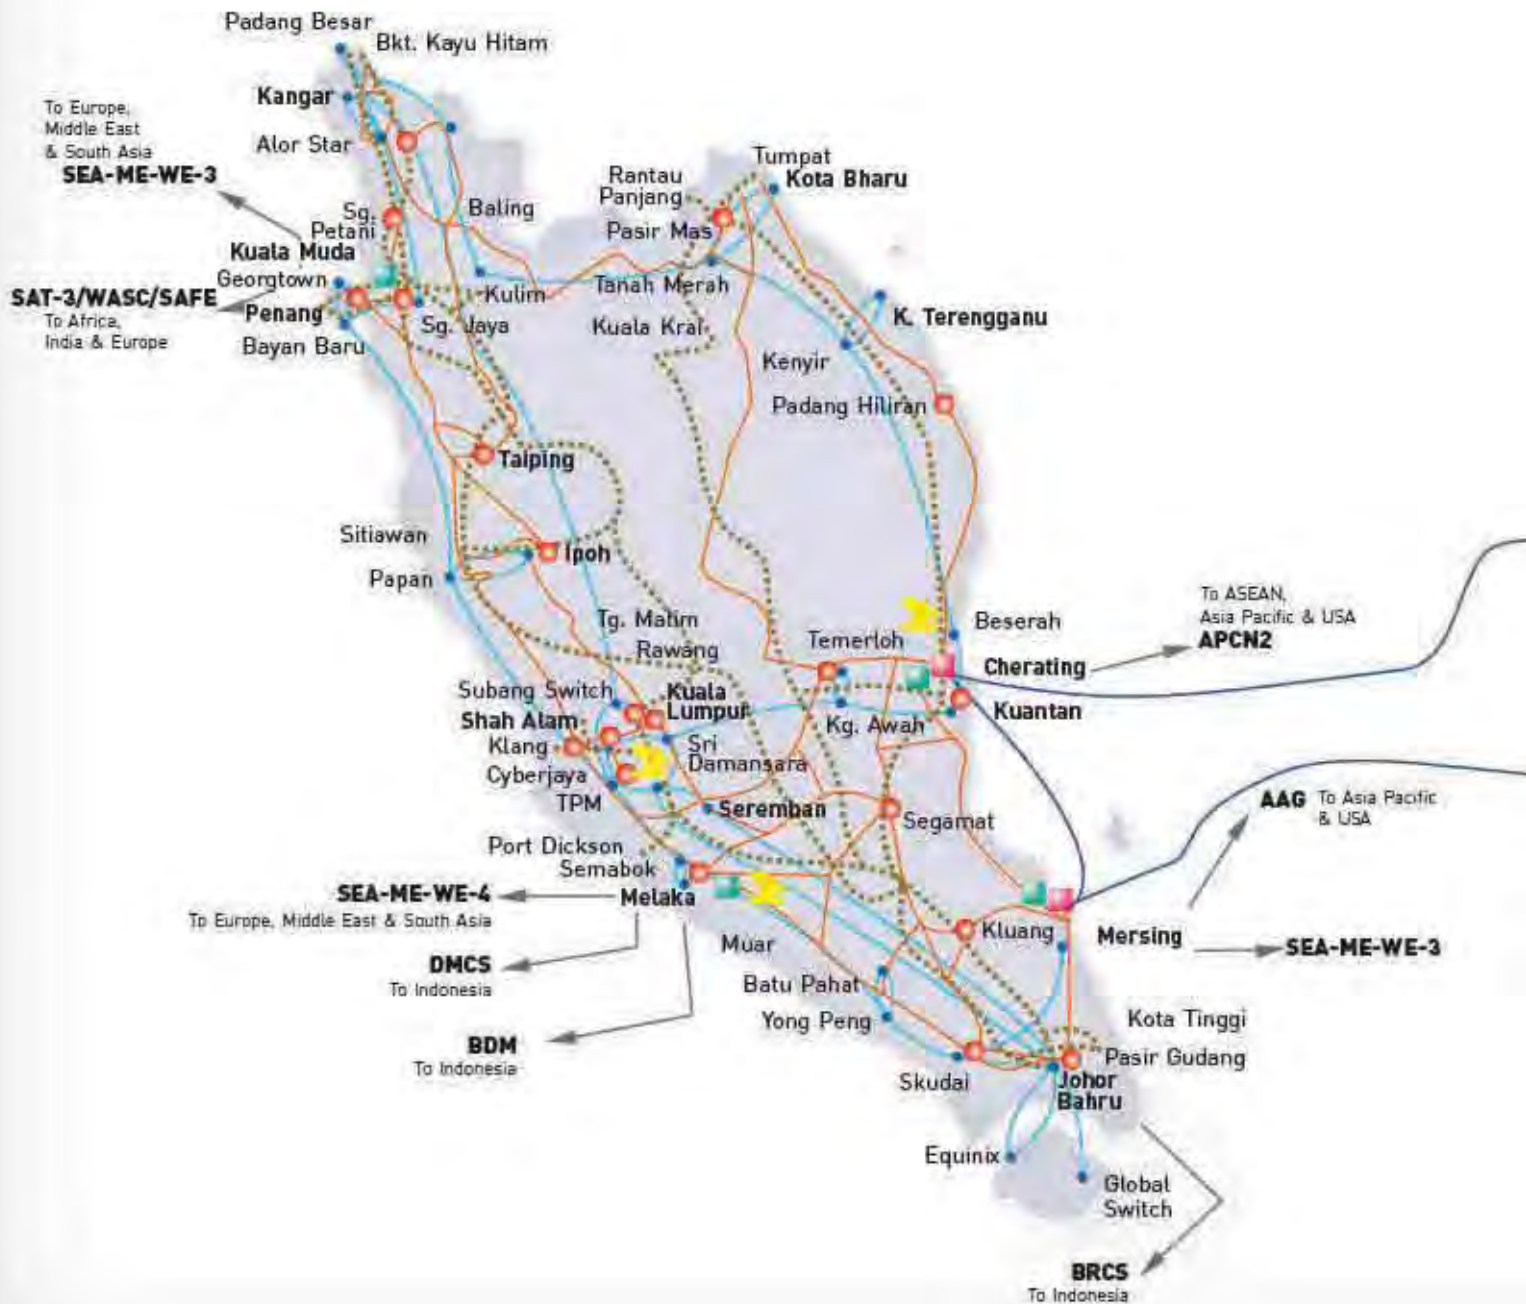 Padang Besar
Bkt. Kayu Hitam
Kangar
To Europe,
Middle East
& South Asia
SEA-ME-WE-3
Alor Star
Tumpat
Kota Bharu
Rantau
Panjang
Pasir Mas
Sg.
Petani
Baling
Kuala Muda
Georgtown
SAT-3/WASC/SAFE
To Africa,
India & Europe
Penang
Bayan Baru
Kulim
Sg. Jaya
Tanah Merah
Kuala Krai
K. Terengganu
Kenyir
Padang Hiliran
Taiping
Sitiawan
Ipoh
Papan
Tg. Malim
Rawang
Temerloh
Beserah
To ASEAN,
Asia Pacific & USA
APCN2
Cherating
Subang Switch
Kuala
Lumpur
Shah Alam
Klang
Kg. Awah
Kuantan
Sri
Damansara
Cyberjaya
TPM
Seremban
Segamat
AAG To Asia Pacific
& USA
Port Dickson
Semabok
SEA-ME-WE-4
To Europe, Middle East & South Asia
Melaka
Muar
Kluang
Mersing
SEA-ME-WE-3
DMCS
To Indonesia
Batu Pahat
Yong Peng
Kota Tinggi
BDM
To Indonesia
Pasir Gudang
Skudai
Johor
Bahru
Equinix
Global
Switch
BRCS
To Indonesia